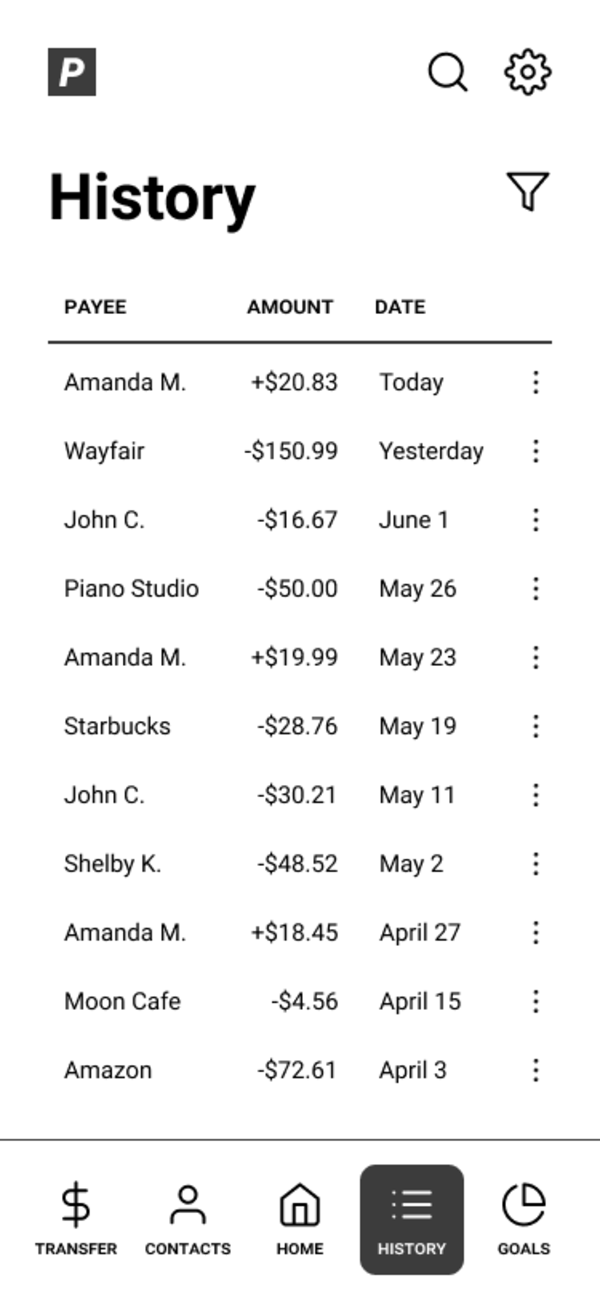 P
History
PAYEE AMOUNT DATE
Amanda M. +$20.83 Today
Wayfair -$150.99 Yesterday
John C. -$16.67 June 1
Piano Studio -$50.00 May 26
Amanda M. +$19.99 May 23
Starbucks -$28.76 May 19
John C. -$30.21 May 11
Shelby K. -$48.52 May 2
Amanda M. +$18.45 April 27
Moon Cafe -$4.56 April 15
Amazon -$72.61 April 3
TRANSFER CONTACTS HOME HISTORY GOALS